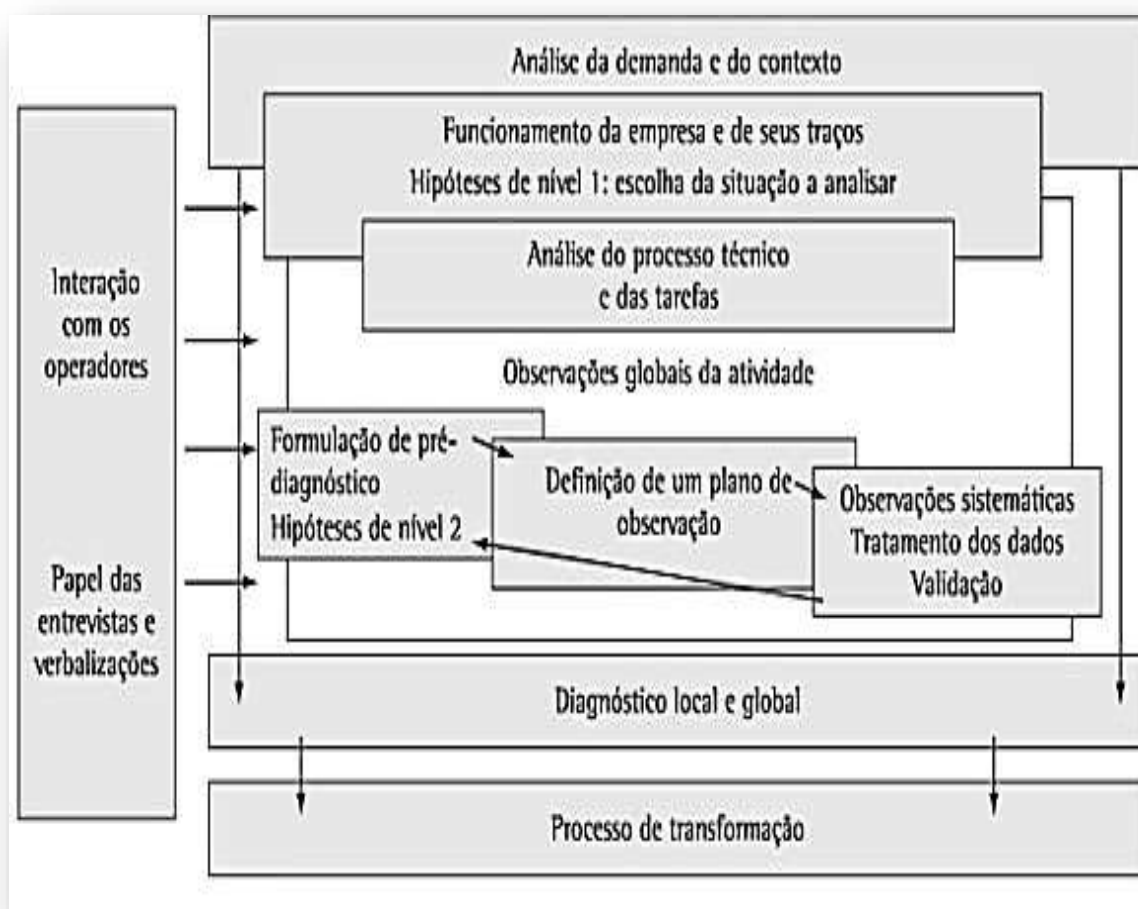 Análise da demanda e do contexto
Funcionamento da empresa e de seus traços
Hipóteses de nível 1: escolha da situação a analisar
Análise do processo técnico
e das tarefas
Interação
com os
operadores
Observações globais da atividade
Formulação de pré-
diagnóstico
Hipóteses de nível 2
Definição de um plano de
observação
Observações sistemáticas
Tratamento dos dados
Validação
Papel das
entrevistas e
verbalizações
Diagnóstico local e global
Processo de transformação